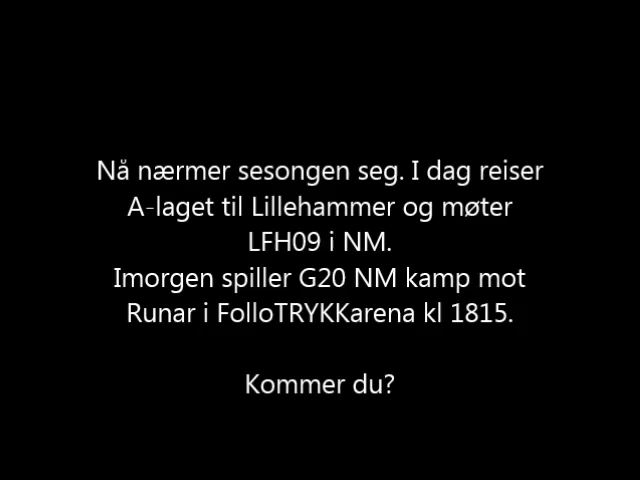 Nå nærmer sesongen seg. I dag reiser
A-laget til Lillehammer og møter
LFH09 i NM.
Imorgen spiller G20 NM kamp mot
Runar i FolloTRYKKarena kl 1815.
Kommer du?